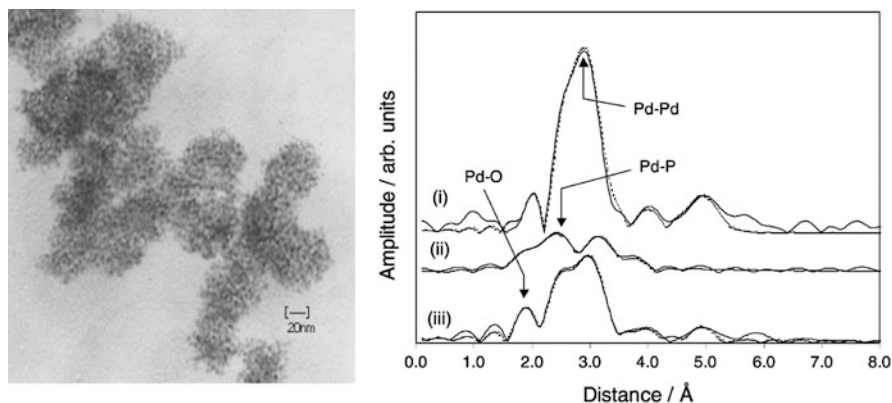 [—]
20nm
Amplitude / arb. units
Pd-Pd
Pd-P
Pd-O
(i)
(ii)
(iii)
0.0 1.0 2.0 3.0 4.0 5.0 6.0 7.0 8.0
Distance / Å